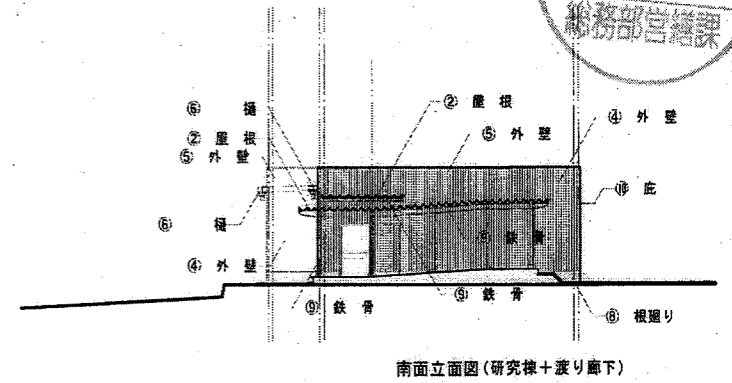 総務部営繕課
⑥ 樋
② 屋根
② 屋根
⑤ 外壁
④ 外壁
⑤ 外壁
⑩ 庇
⑥ 樋
⑨ 鉄骨
④ 外壁
⑨ 鉄骨
⑨ 鉄骨
⑧ 根廻り
南面立面図(研究棟+渡り廊下)